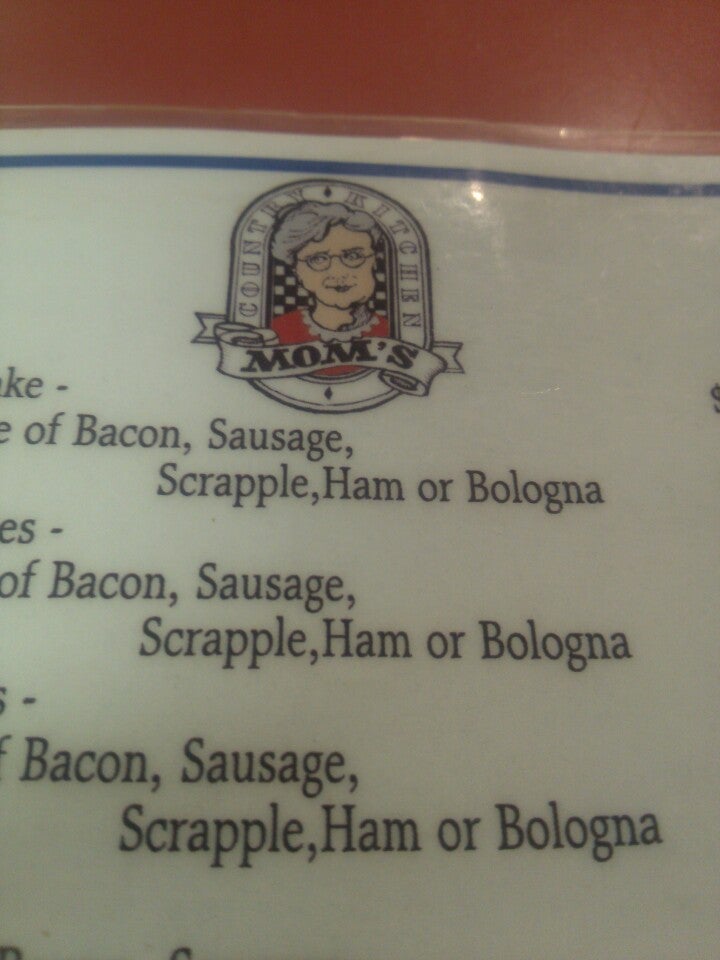 COUNTRY KITCHEN
MOM'S
ke -
$
e of Bacon, Sausage,
Scrapple,Ham or Bologna
es -
of Bacon, Sausage,
Scrapple,Ham or Bologna
s -
f Bacon, Sausage,
Scrapple,Ham or Bologna